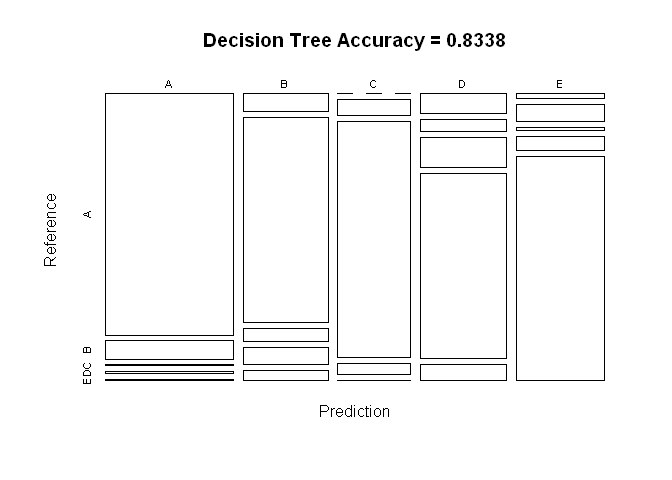 Decision Tree Accuracy = 0.8338
A B C D E
Reference
A
B
C
D
E
Prediction